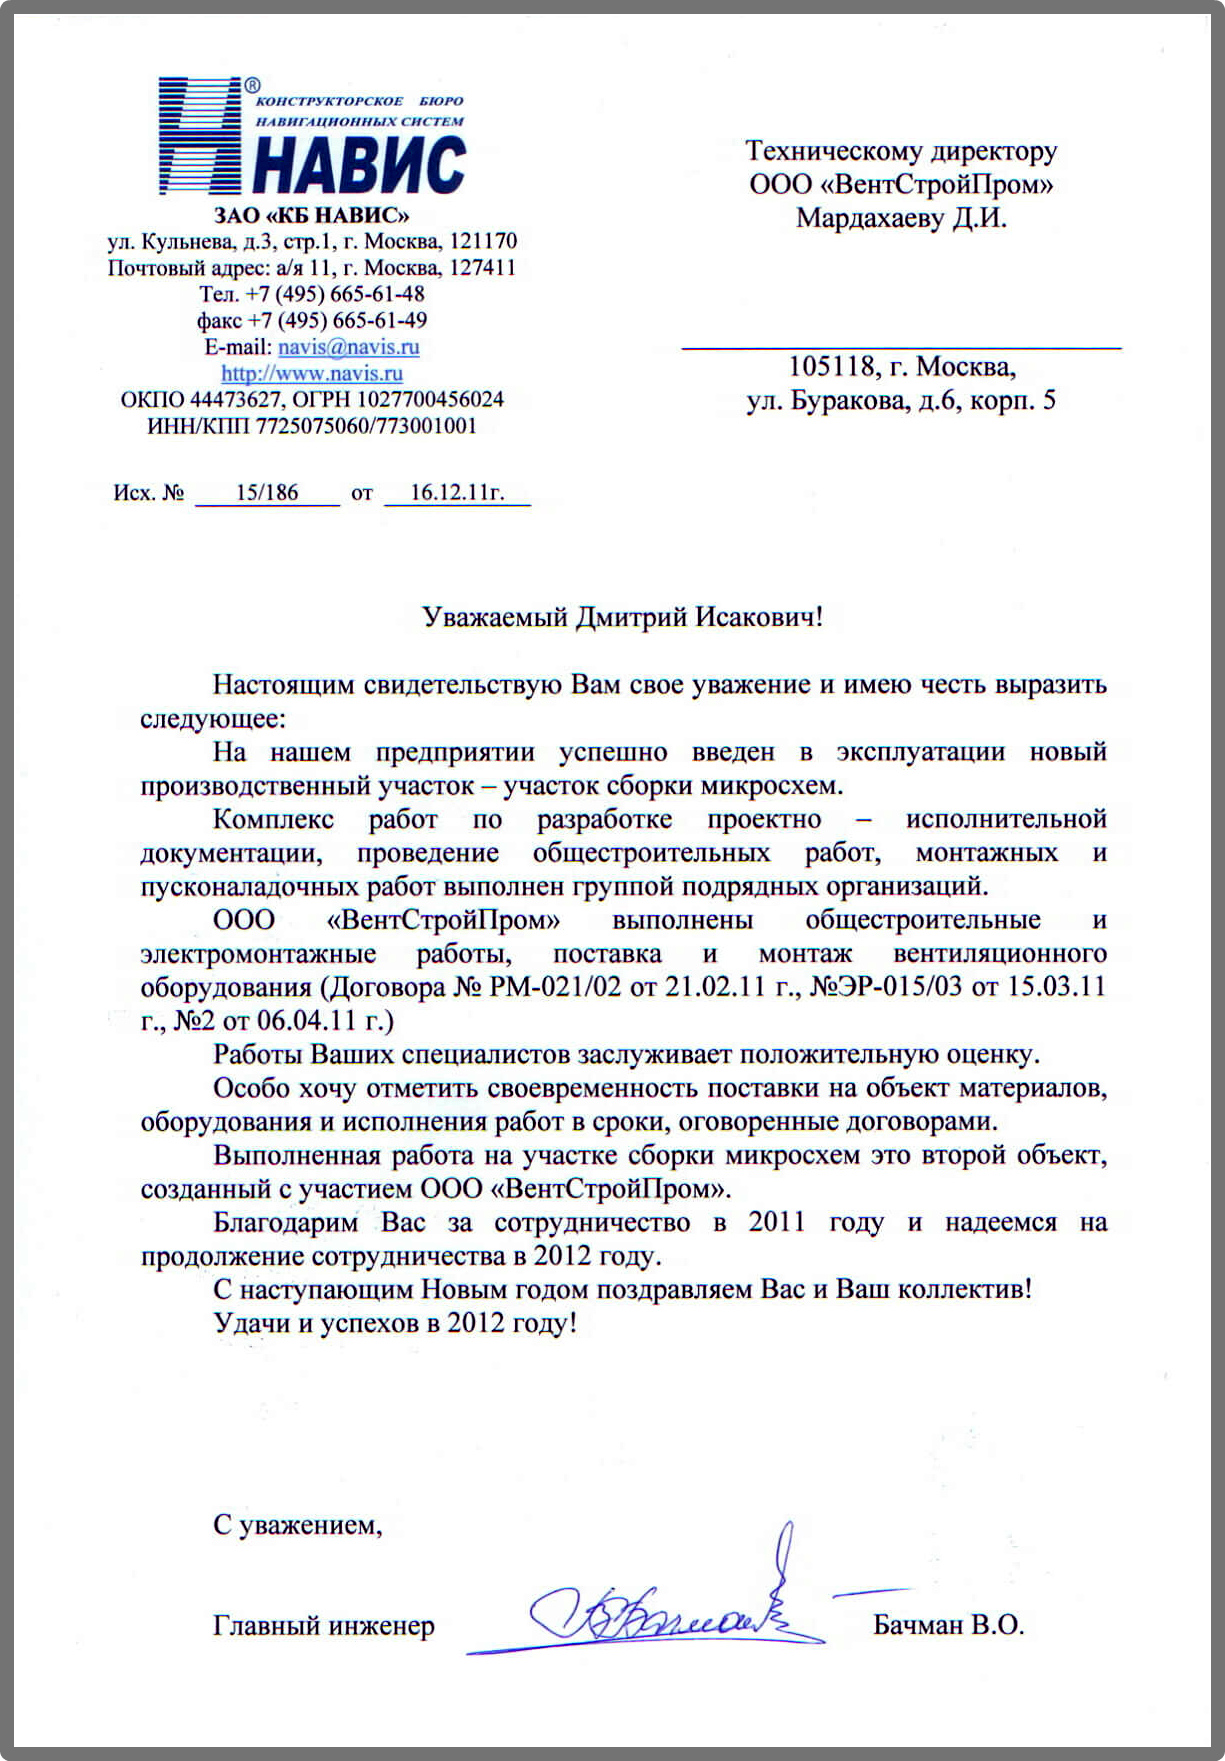 ®
КОНСТРУКТОРСКОЕ БЮРО
НАВИГАЦИОННЫХ СИСТЕМ
НАВИС
ЗАО «КБ НАВИС»
ул. Кульнева, д.3, стр.1, г. Москва, 121170
Почтовый адрес: а/я 11, г. Москва, 127411
Тел. +7 (495) 665-61-48
факс +7 (495) 665-61-49
E-mail: navis@navis.ru
http://www.navis.ru
ОКПО 44473627, ОГРН 1027700456024
ИНН/КПП 7725075060/773001001
Исх. № 15/186 от 16.12.11г.
Техническому директору
ООО «ВентСтройПром»
Мардахаеву Д.И.
105118, г. Москва,
ул. Буракова, д.6, корп. 5
Уважаемый Дмитрий Исакович!
Настоящим свидетельствую Вам свое уважение и имею честь выразить
следующее:
На нашем предприятии успешно введен в эксплуатации новый
производственный участок – участок сборки микросхем.
Комплекс работ по разработке проектно – исполнительной
документации, проведение общестроительных работ, монтажных и
пусконаладочных работ выполнен группой подрядных организаций.
ООО «ВентСтройПром» выполнены общестроительные и
электромонтажные работы, поставка и монтаж вентиляционного
оборудования (Договора № РМ-021/02 от 21.02.11 г., №ЭР-015/03 от 15.03.11
г., №2 от 06.04.11 г.)
Работы Ваших специалистов заслуживает положительную оценку.
Особо хочу отметить своевременность поставки на объект материалов,
оборудования и исполнения работ в сроки, оговоренные договорами.
Выполненная работа на участке сборки микросхем это второй объект,
созданный с участием ООО «ВентСтройПром».
Благодарим Вас за сотрудничество в 2011 году и надеемся на
продолжение сотрудничества в 2012 году.
С наступающим Новым годом поздравляем Вас и Ваш коллектив!
Удачи и успехов в 2012 году!
С уважением,
Главный инженер
Бачман В.О.